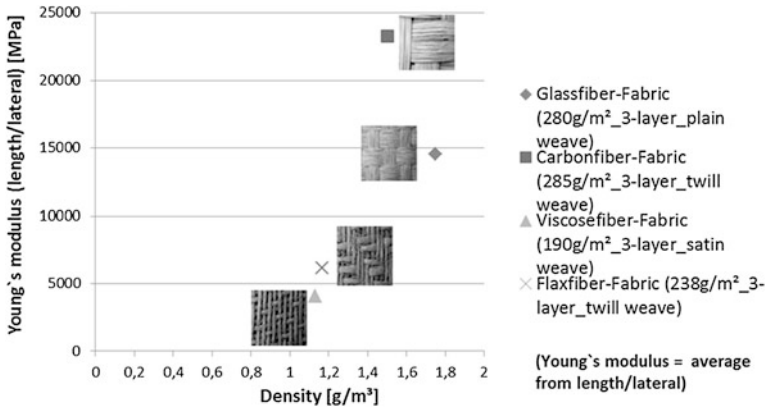 Young`s modulus (length/lateral) [MPa]
25000
20000
15000
10000
5000
0
0 0,2 0,4 0,6 0,8 1 1,2 1,4 1,6 1,8 2
Density [g/m³]
Glassfiber-Fabric
(280g/m²_3-layer_plain
weave)
Carbonfiber-Fabric
(285g/m²_3-layer_twill
weave)
Viscosefiber-Fabric
(190g/m²_3-layer_satin
weave)
Flaxfiber-Fabric (238g/m²_3-
layer_twill weave)
(Young`s modulus = average
from length/lateral)